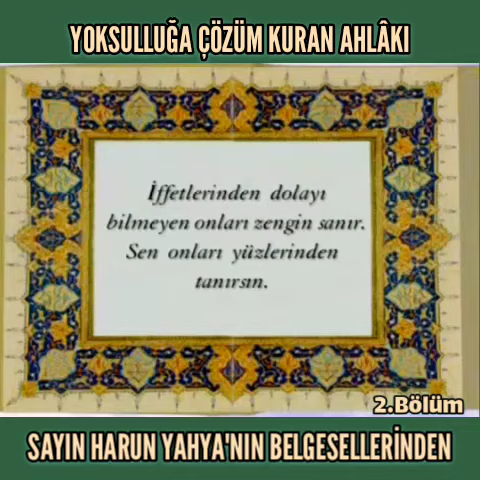 YOKSULLUĞA ÇÖZÜM KURAN AHLÂKI
İffetlerinden dolayı
bilmeyen onları zengin sanır.
Sen onları yüzlerinden
tanırsın.
2.Bölüm
SAYIN HARUN YAHYA'NIN BELGESELLERİNDEN